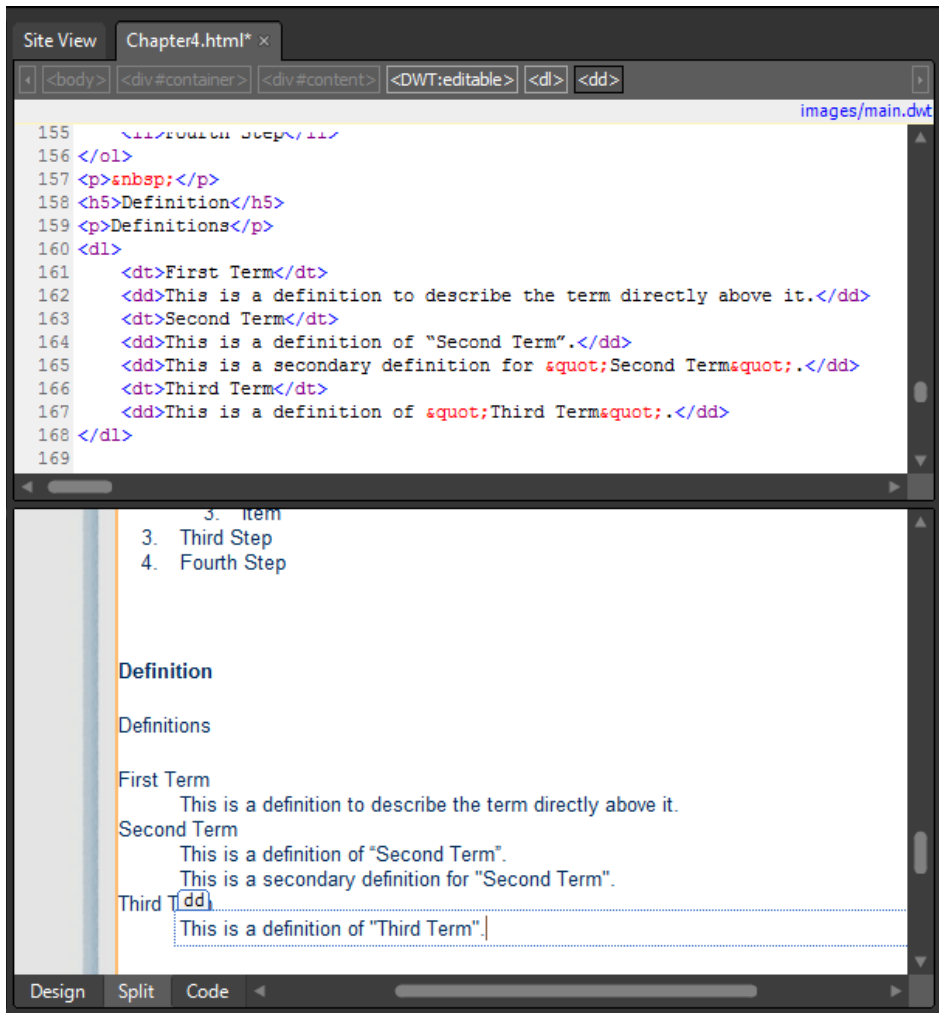 Site View Chapter4.html* ×
<body> <div#container> <div#content> <DWT:editable> <dl> <dd>
images/main.dwt
155 <li>Fourth Step</li>
156 </ol>
157 <p>&nbsp;</p>
158 <h5>Definition</h5>
159 <p>Definitions</p>
160 <dl>
161 <dt>First Term</dt>
162 <dd>This is a definition to describe the term directly above it.</dd>
163 <dt>Second Term</dt>
164 <dd>This is a definition of “Second Term”.</dd>
165 <dd>This is a secondary definition for &quot;Second Term&quot;.</dd>
166 <dt>Third Term</dt>
167 <dd>This is a definition of &quot;Third Term&quot;.</dd>
168 </dl>
169
3. Item
3. Third Step
4. Fourth Step
Definition
Definitions
First Term
This is a definition to describe the term directly above it.
Second Term
This is a definition of “Second Term”.
This is a secondary definition for "Second Term".
Third T dd
This is a definition of "Third Term".
Design Split Code